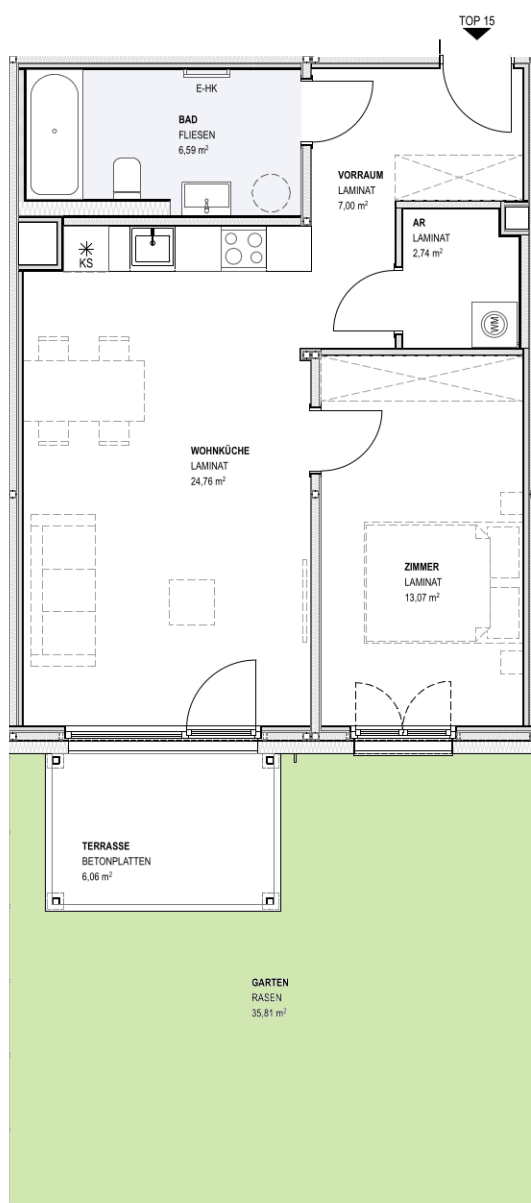 TOP 15
E-HK
BAD
FLIESEN
6,59 m²
VORRAUM
LAMINAT
7,00 m²
AR
LAMINAT
2,74 m²
KS
WM
WOHNKÜCHE
LAMINAT
24,76 m²
ZIMMER
LAMINAT
13,07 m²
TERRASSE
BETONPLATTEN
6,06 m²
GARTEN
RASEN
35,81 m²